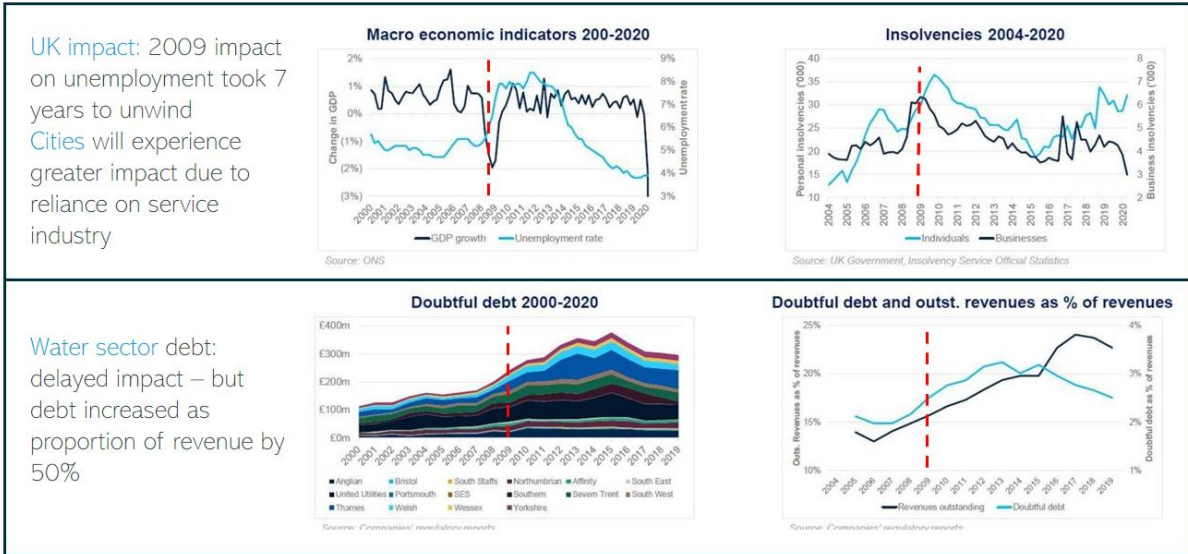 UK impact: 2009 impact
on unemployment took 7
years to unwind
Cities will experience
greater impact due to
reliance on service
industry
Macro economic indicators 200-2020
2%
1%
0%
(1%)
(2%)
(3%)
Change in GDP
9%
8%
7%
6%
5%
4%
3%
Unemployment rate
2000
2001
2002
2003
2004
2005
2006
2007
2008
2009
2010
2011
2012
2013
2014
2015
2016
2017
2018
2019
2020
GDP growth
Unemployment rate
Source: ONS
Insolvencies 2004-2020
40
35
30
25
20
15
10
Personal insolvencies ('000)
8
7
6
5
4
3
2
Business insolvencies ('000)
2004
2005
2006
2007
2008
2009
2010
2011
2012
2013
2014
2015
2016
2017
2018
2019
2020
Individuals
Businesses
Source: UK Government, Insolvency Service Official Statistics
Water sector debt:
delayed impact – but
debt increased as
proportion of revenue by
50%
Doubtful debt 2000-2020
£400m
£300m
£200m
£100m
£0m
2000
2001
2002
2003
2004
2005
2006
2007
2008
2009
2010
2011
2012
2013
2014
2015
2016
2017
2018
2019
Anglian Bristol South Staffs Northumbrian Affinity South East
United Utilities Portsmouth SES Southern Severn Trent South West
Thames Welsh Wessex Yorkshire
Source: Companies' regulatory reports
Doubtful debt and outst. revenues as % of revenues
25%
20%
15%
10%
Outs. Revenues as % of revenues
4%
3%
2%
1%
Doubtful debt as % of revenues
2004
2005
2006
2007
2008
2009
2010
2011
2012
2013
2014
2015
2016
2017
2018
2019
Revenues outstanding
Doubtful debt
Source: Companies' regulatory reports